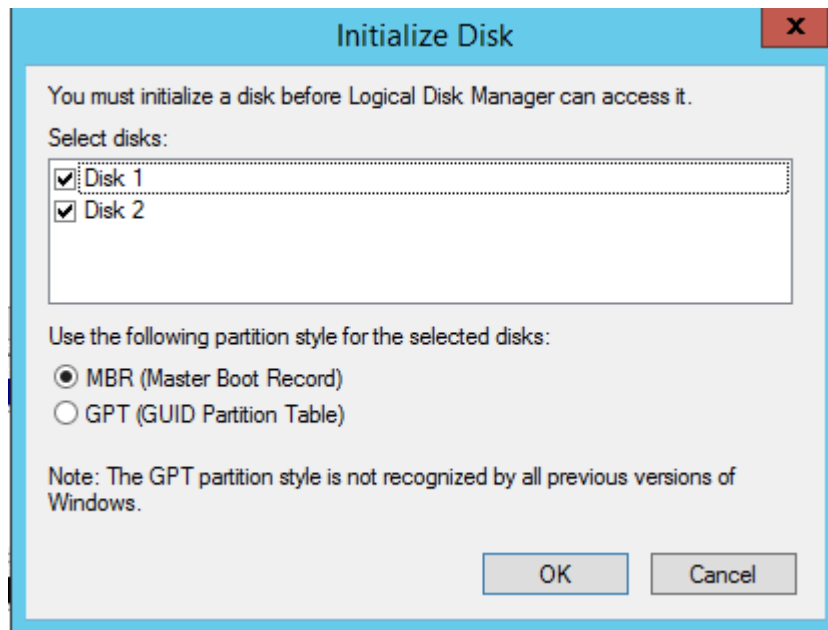 Initialize Disk
x
You must initialize a disk before Logical Disk Manager can access it.
Select disks:
Disk 1
Disk 2
Use the following partition style for the selected disks:
MBR (Master Boot Record)
GPT (GUID Partition Table)
Note: The GPT partition style is not recognized by all previous versions of
Windows.
OK
Cancel